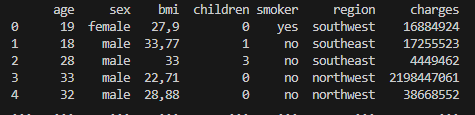 age sex bmi children smoker region charges
0 19 female 27,9 0 yes southwest 16884924
1 18 male 33,77 1 no southeast 17255523
2 28 male 33 3 no southeast 4449462
3 33 male 22,71 0 no northwest 2198447061
4 32 male 28,88 0 no northwest 38668552
... ... ... ... ... ... ... ...